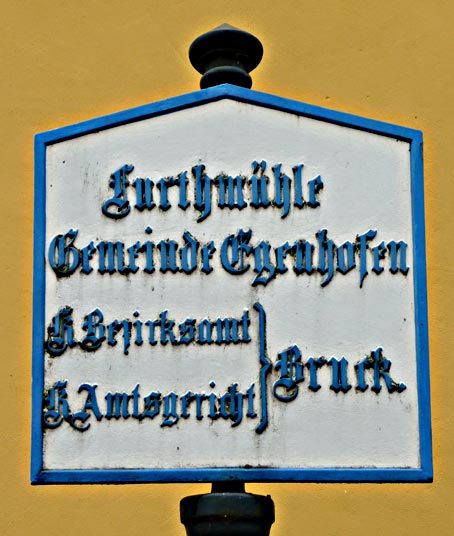 Furthmühle
Gemeinde Egenhofen
K. Bezirksamt
K. Amtsgericht } Bruck.